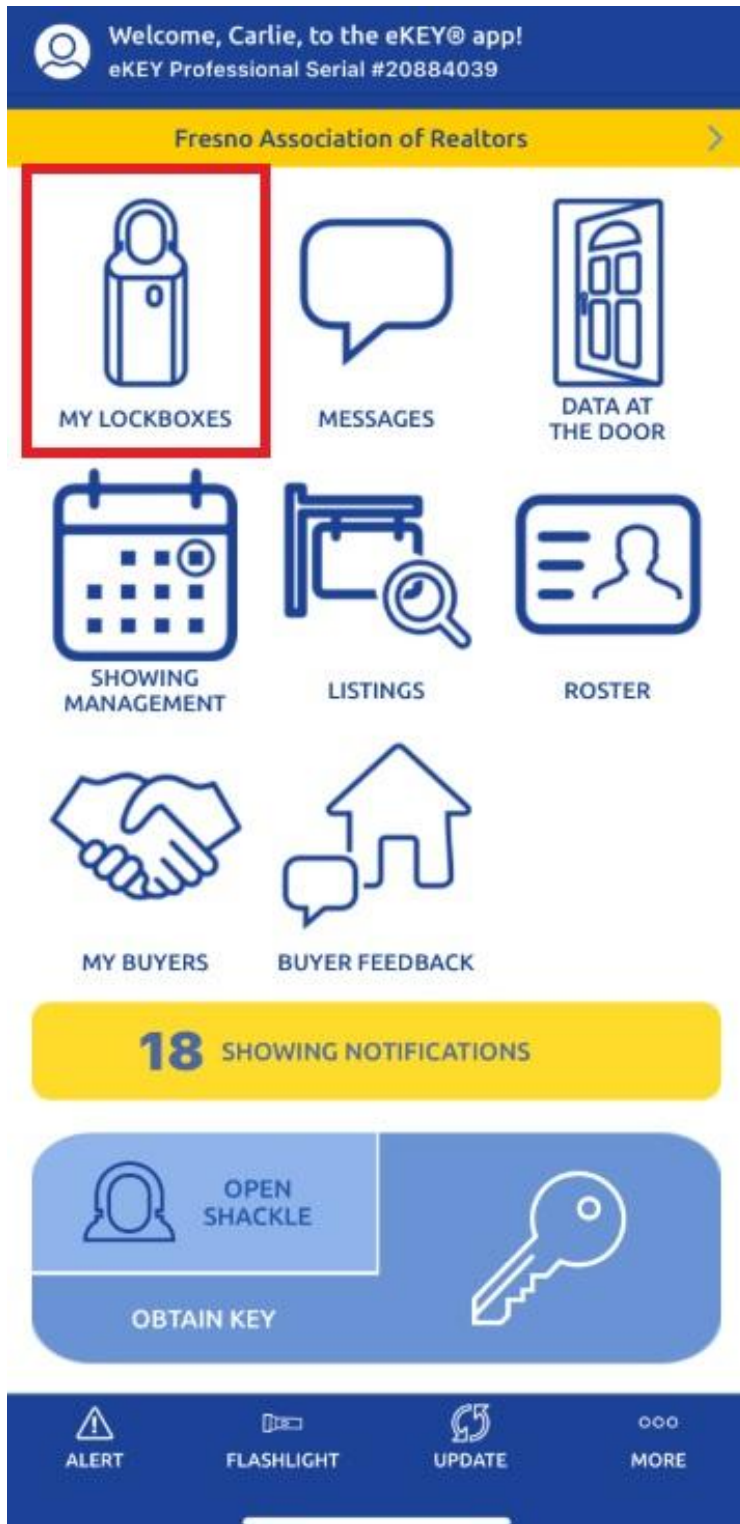 Welcome, Carlie, to the eKEY® app!
eKEY Professional Serial #20884039
Fresno Association of Realtors
MY LOCKBOXES
MESSAGES
DATA AT
THE DOOR
SHOWING
MANAGEMENT
LISTINGS
ROSTER
MY BUYERS
BUYER FEEDBACK
18 SHOWING NOTIFICATIONS
OPEN
SHACKLE
OBTAIN KEY
ALERT
FLASHLIGHT
UPDATE
MORE